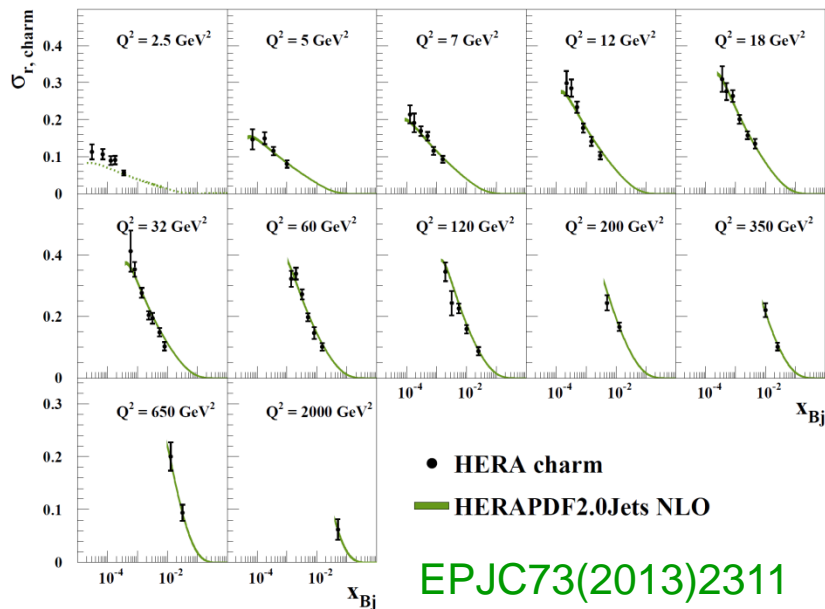 σr, charm
Q² = 2.5 GeV²
Q² = 5 GeV²
Q² = 7 GeV²
Q² = 12 GeV²
Q² = 18 GeV²
0.4
0.3
0.2
0.1
0
Q² = 32 GeV²
Q² = 60 GeV²
Q² = 120 GeV²
Q² = 200 GeV²
Q² = 350 GeV²
0.4
0.2
0
10⁻⁴ 10⁻² 10⁻⁴ 10⁻² 10⁻⁴ 10⁻²
xBj
Q² = 650 GeV²
Q² = 2000 GeV²
0.3
0.2
0.1
0
10⁻⁴ 10⁻² 10⁻⁴ 10⁻²
xBj
HERA charm
HERAPDF2.0Jets NLO
EPJC73(2013)2311